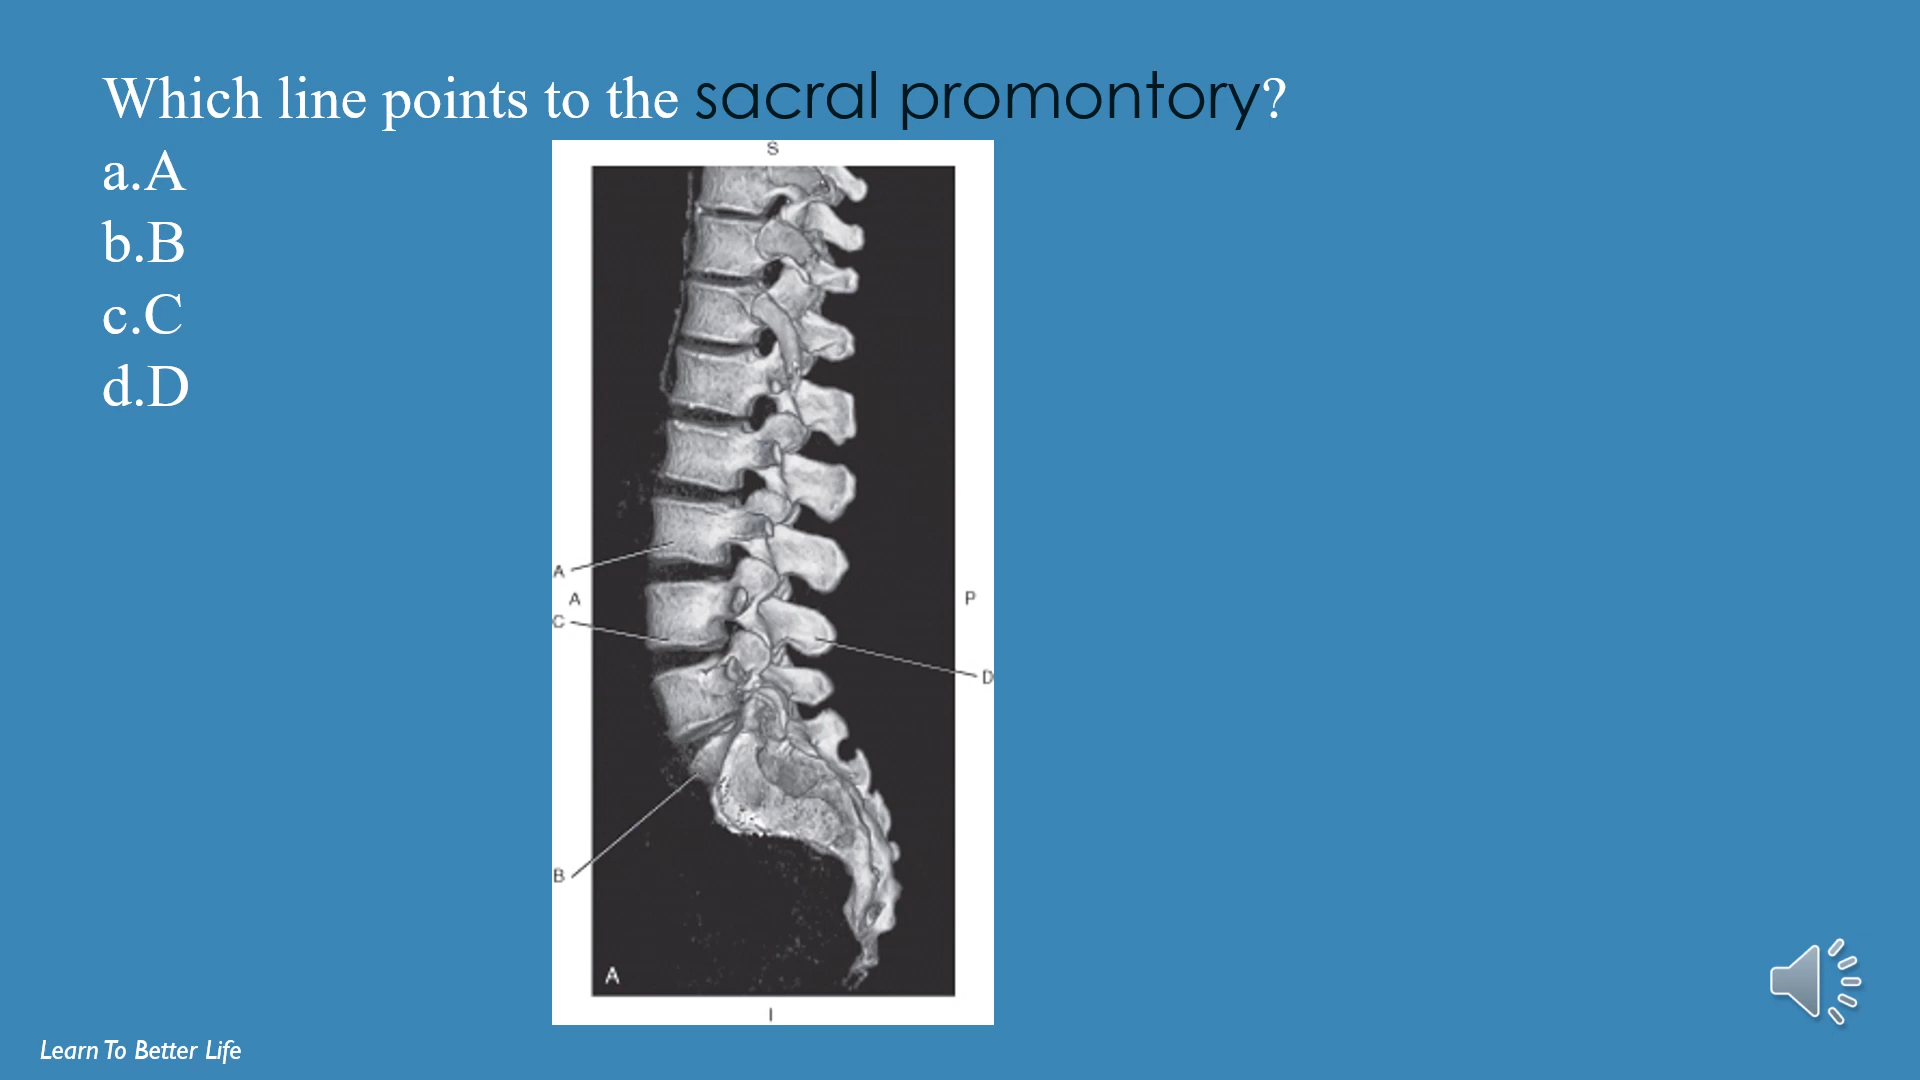 Which line points to the sacral promontory?
a.A
b.B
c.C
d.D
S
A
A
P
C
D
B
A
I
Learn To Better Life